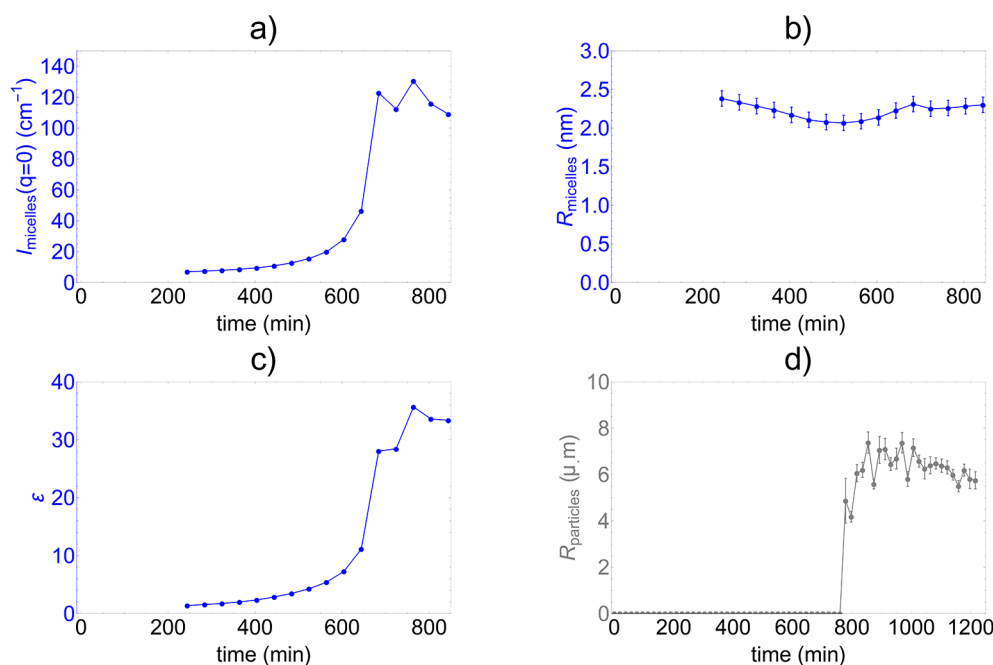 a)
I_micelles(q=0) (cm⁻¹)
140
120
100
80
60
40
20
0
0 200 400 600 800
time (min)
b)
R_micelles (nm)
3.0
2.5
2.0
1.5
1.0
0.5
0.0
0 200 400 600 800
time (min)
c)
ε
40
30
20
10
0
0 200 400 600 800
time (min)
d)
R_particles (μ.m)
10
8
6
4
2
0
0 200 400 600 800 1000 1200
time (min)